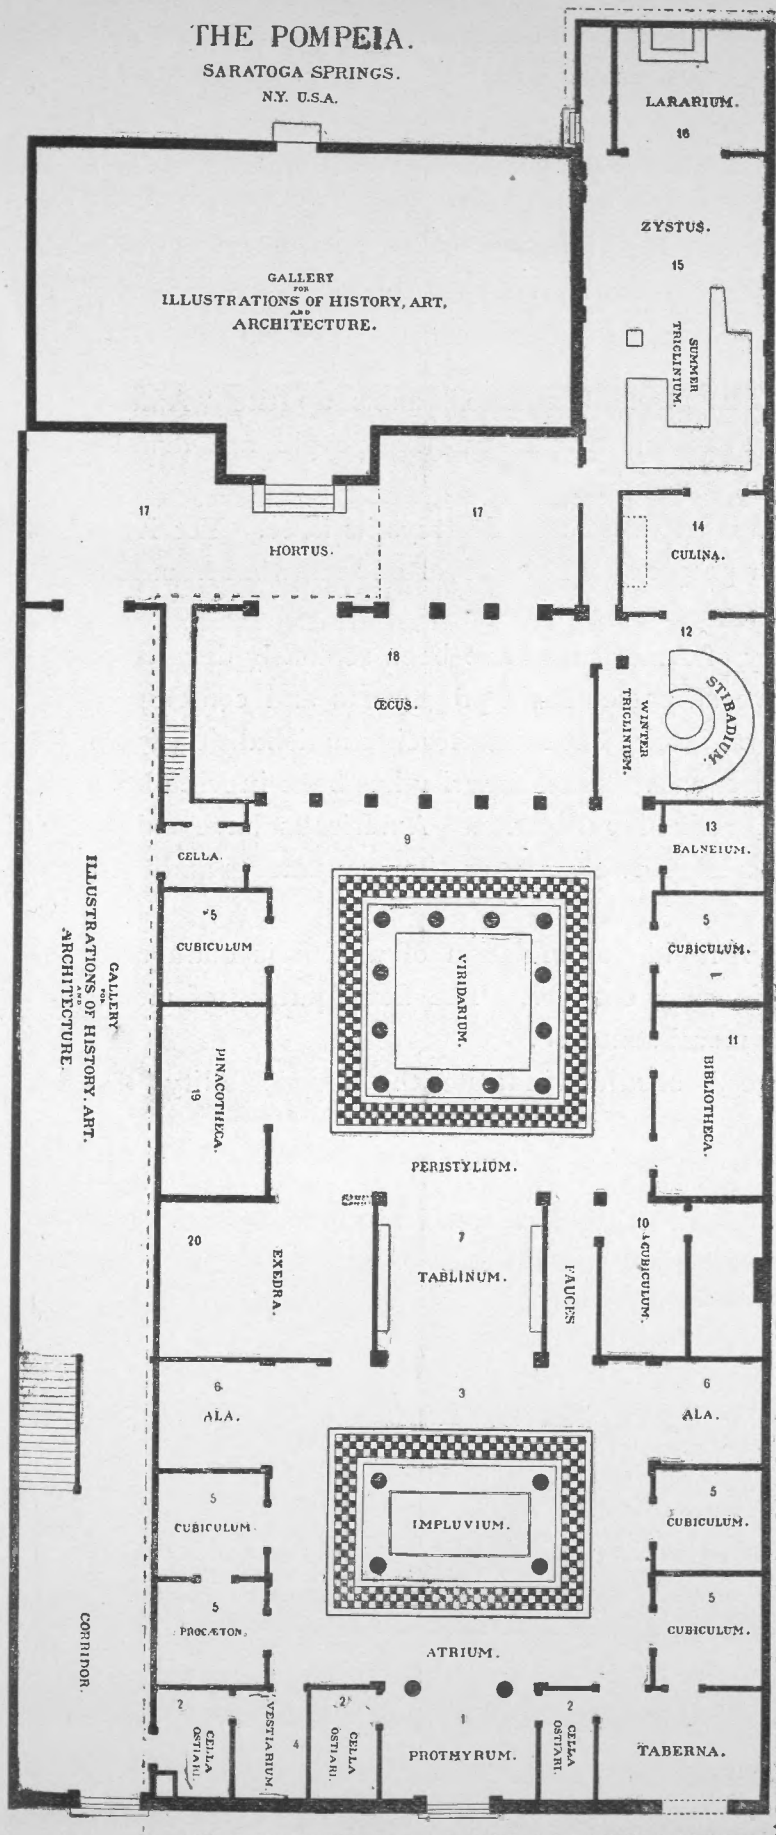 THE POMPEIA.
SARATOGA SPRINGS.
N.Y. U.S.A.
LARARIUM.
16
ZYSTUS.
15
SUMMER
TRICLINIUM.
GALLERY
FOR
ILLUSTRATIONS OF HISTORY, ART,
AND
ARCHITECTURE.
17
17
HORTUS.
14
CULINA.
12
STIBADIUM.
WINTER
TRICLINIUM.
18
ŒCUS.
9
13
BALNEIUM.
CELLA.
5
CUBICULUM
5
CUBICULUM.
VIRIDARIUM.
GALLERY
FOR
ILLUSTRATIONS OF HISTORY. ART.
AND
ARCHITECTURE.
19
PINACOTHECA.
11
BIBLIOTHECA.
PERISTYLIUM.
20
EXEDRA.
7
TABLINUM.
FAUCES
10
CUBICULUM.
3
6
ALA.
6
ALA.
5
CUBICULUM.
IMPLUVIUM.
5
CUBICULUM.
5
PROCÆTON.
5
CUBICULUM.
ATRIUM.
CORRIDOR.
2
CELLA
OSTIARI.
VESTIARIUM.
4
2
CELLA
OSTIARI.
1
PROTHYRUM.
2
CELLA
OSTIARI.
TABERNA.